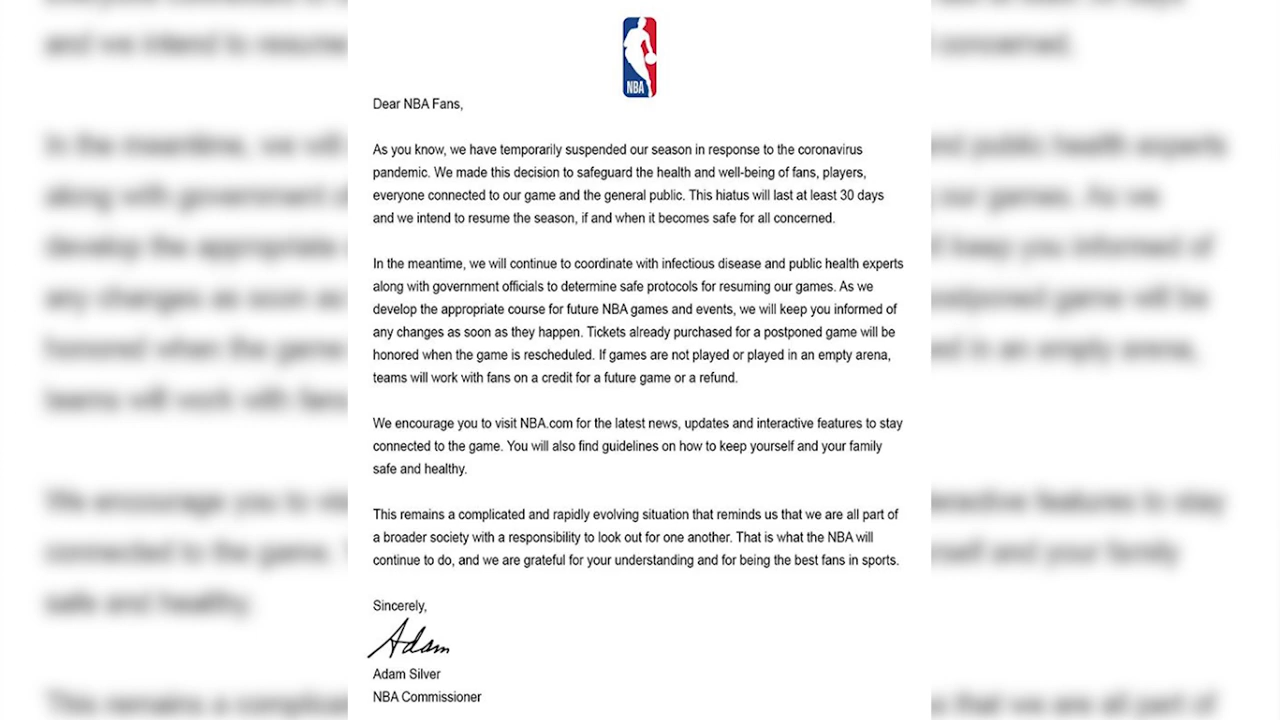 NBA
Dear NBA Fans,
As you know, we have temporarily suspended our season in response to the coronavirus
pandemic. We made this decision to safeguard the health and well-being of fans, players,
everyone connected to our game and the general public. This hiatus will last at least 30 days
and we intend to resume the season, if and when it becomes safe for all concerned.
In the meantime, we will continue to coordinate with infectious disease and public health experts
along with government officials to determine safe protocols for resuming our games. As we
develop the appropriate course for future NBA games and events, we will keep you informed of
any changes as soon as they happen. Tickets already purchased for a postponed game will be
honored when the game is rescheduled. If games are not played or played in an empty arena,
teams will work with fans on a credit for a future game or a refund.
We encourage you to visit NBA.com for the latest news, updates and interactive features to stay
connected to the game. You will also find guidelines on how to keep yourself and your family
safe and healthy.
This remains a complicated and rapidly evolving situation that reminds us that we are all part of
a broader society with a responsibility to look out for one another. That is what the NBA will
continue to do, and we are grateful for your understanding and for being the best fans in sports.
Sincerely,
Adam
Adam Silver
NBA Commissioner